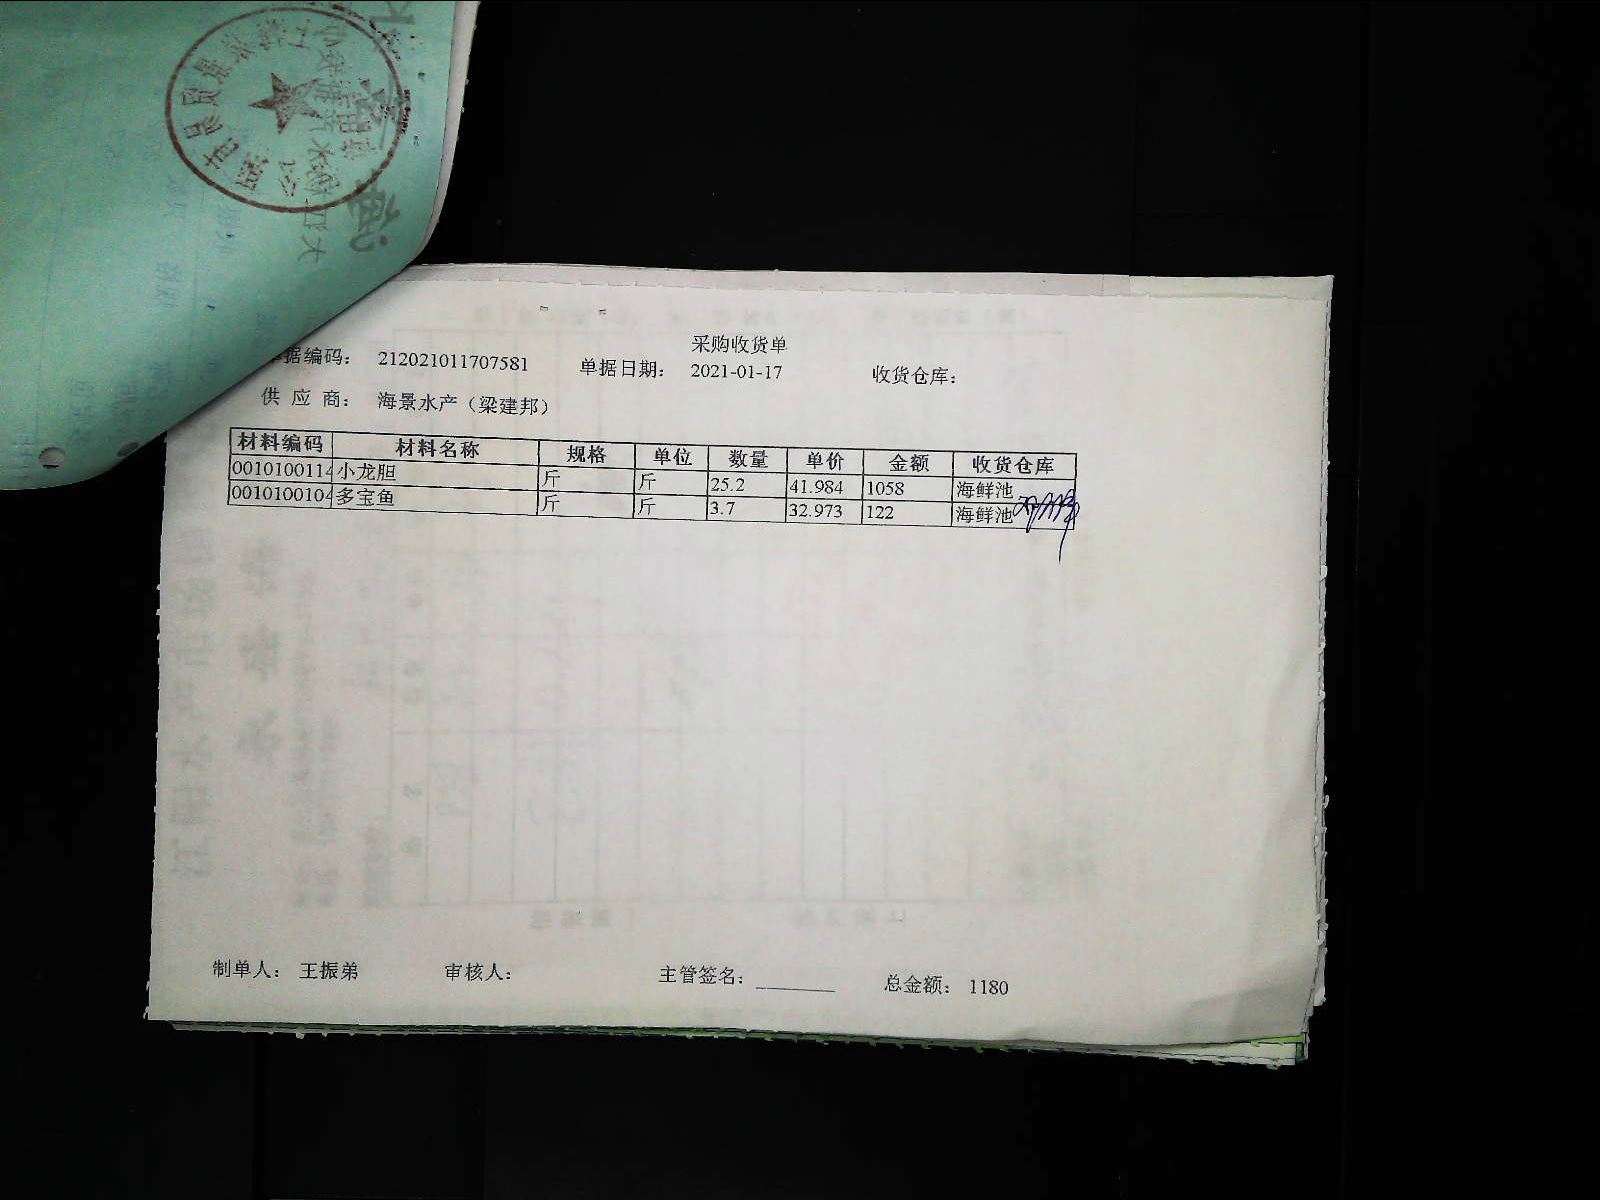 采购收货单
据编码： 212021011707581 单据日期： 2021-01-17 收货仓库：
供 应 商： 海景水产（梁建邦）
材料编码 材料名称 规格 单位 数量 单价 金额 收货仓库
0010100114 小龙胆 斤 斤 25.2 41.984 1058 海鲜池
0010100104 多宝鱼 斤 斤 3.7 32.973 122 海鲜池
制单人： 王振弟 审核人： 主管签名： 总金额： 1180